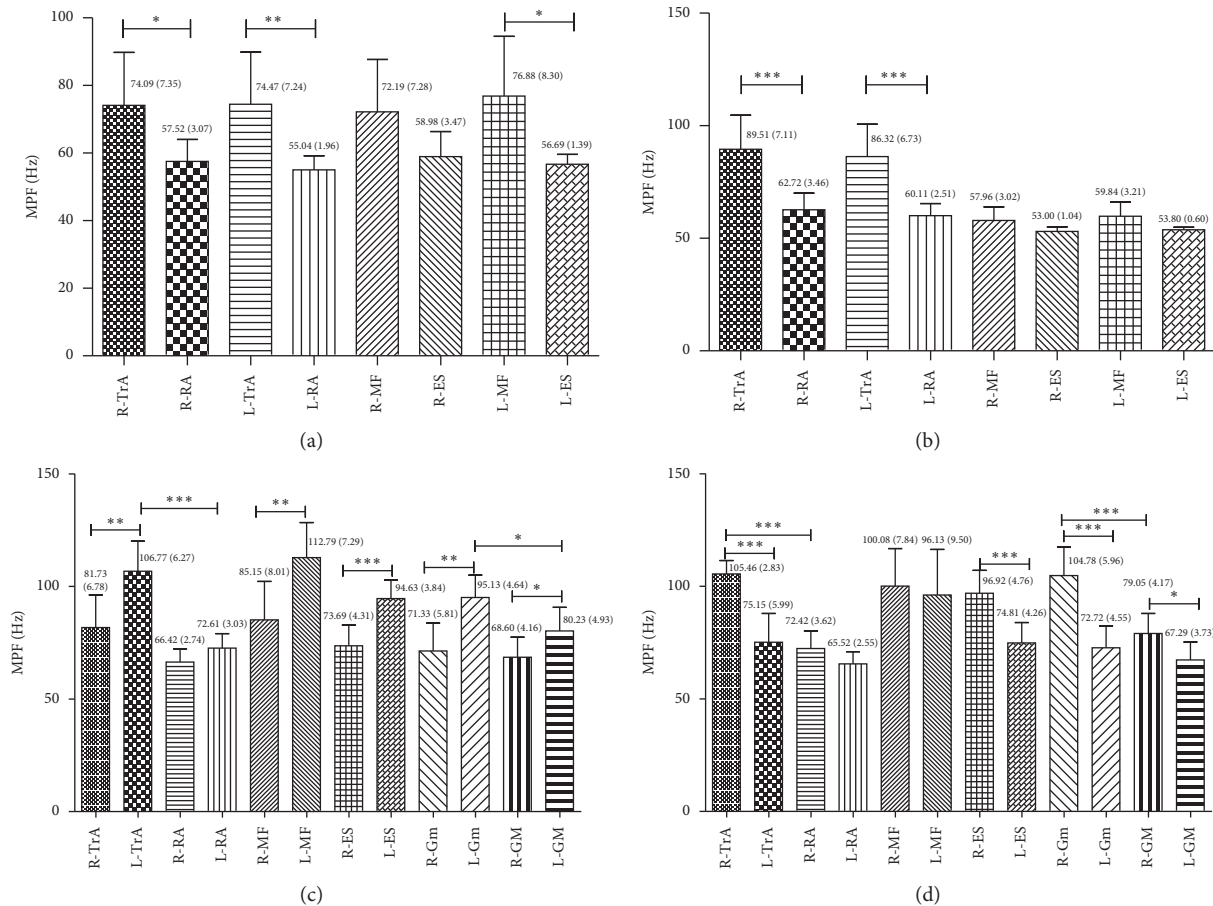 100
80
60
40
20
0
MPF (Hz)
*
**
*
74.09 (7.35)
57.52 (3.07)
74.47 (7.24)
55.04 (1.96)
72.19 (7.28)
58.98 (3.47)
76.88 (8.30)
56.69 (1.39)
R-TrA
R-RA
L-TrA
L-RA
R-MF
R-ES
L-MF
L-ES
(a)
150
100
50
0
MPF (Hz)
***
***
89.51 (7.11)
62.72 (3.46)
86.32 (6.73)
60.11 (2.51)
57.96 (3.02)
53.00 (1.04)
59.84 (3.21)
53.80 (0.60)
R-TrA
R-RA
L-TrA
L-RA
R-MF
R-ES
L-MF
L-ES
(b)
150
100
50
0
MPF (Hz)
**
***
**
***
**
*
*
81.73
(6.78)
106.77 (6.27)
66.42 (2.74)
72.61 (3.03)
85.15 (8.01)
112.79 (7.29)
73.69 (4.31)
94.63 (3.84)
71.33 (5.81)
95.13 (4.64)
68.60 (4.16)
80.23 (4.93)
R-TrA
L-TrA
R-RA
L-RA
R-MF
L-MF
R-ES
L-ES
R-Gm
L-Gm
R-GM
L-GM
(c)
150
100
50
0
MPF (Hz)
***
***
***
***
***
*
105.46 (2.83)
75.15 (5.99)
72.42 (3.62)
65.52 (2.55)
100.08 (7.84)
96.13 (9.50)
96.92 (4.76)
74.81 (4.26)
104.78 (5.96)
72.72 (4.55)
79.05 (4.17)
67.29 (3.73)
R-TrA
L-TrA
R-RA
L-RA
R-MF
L-MF
R-ES
L-ES
R-Gm
L-Gm
R-GM
L-GM
(d)